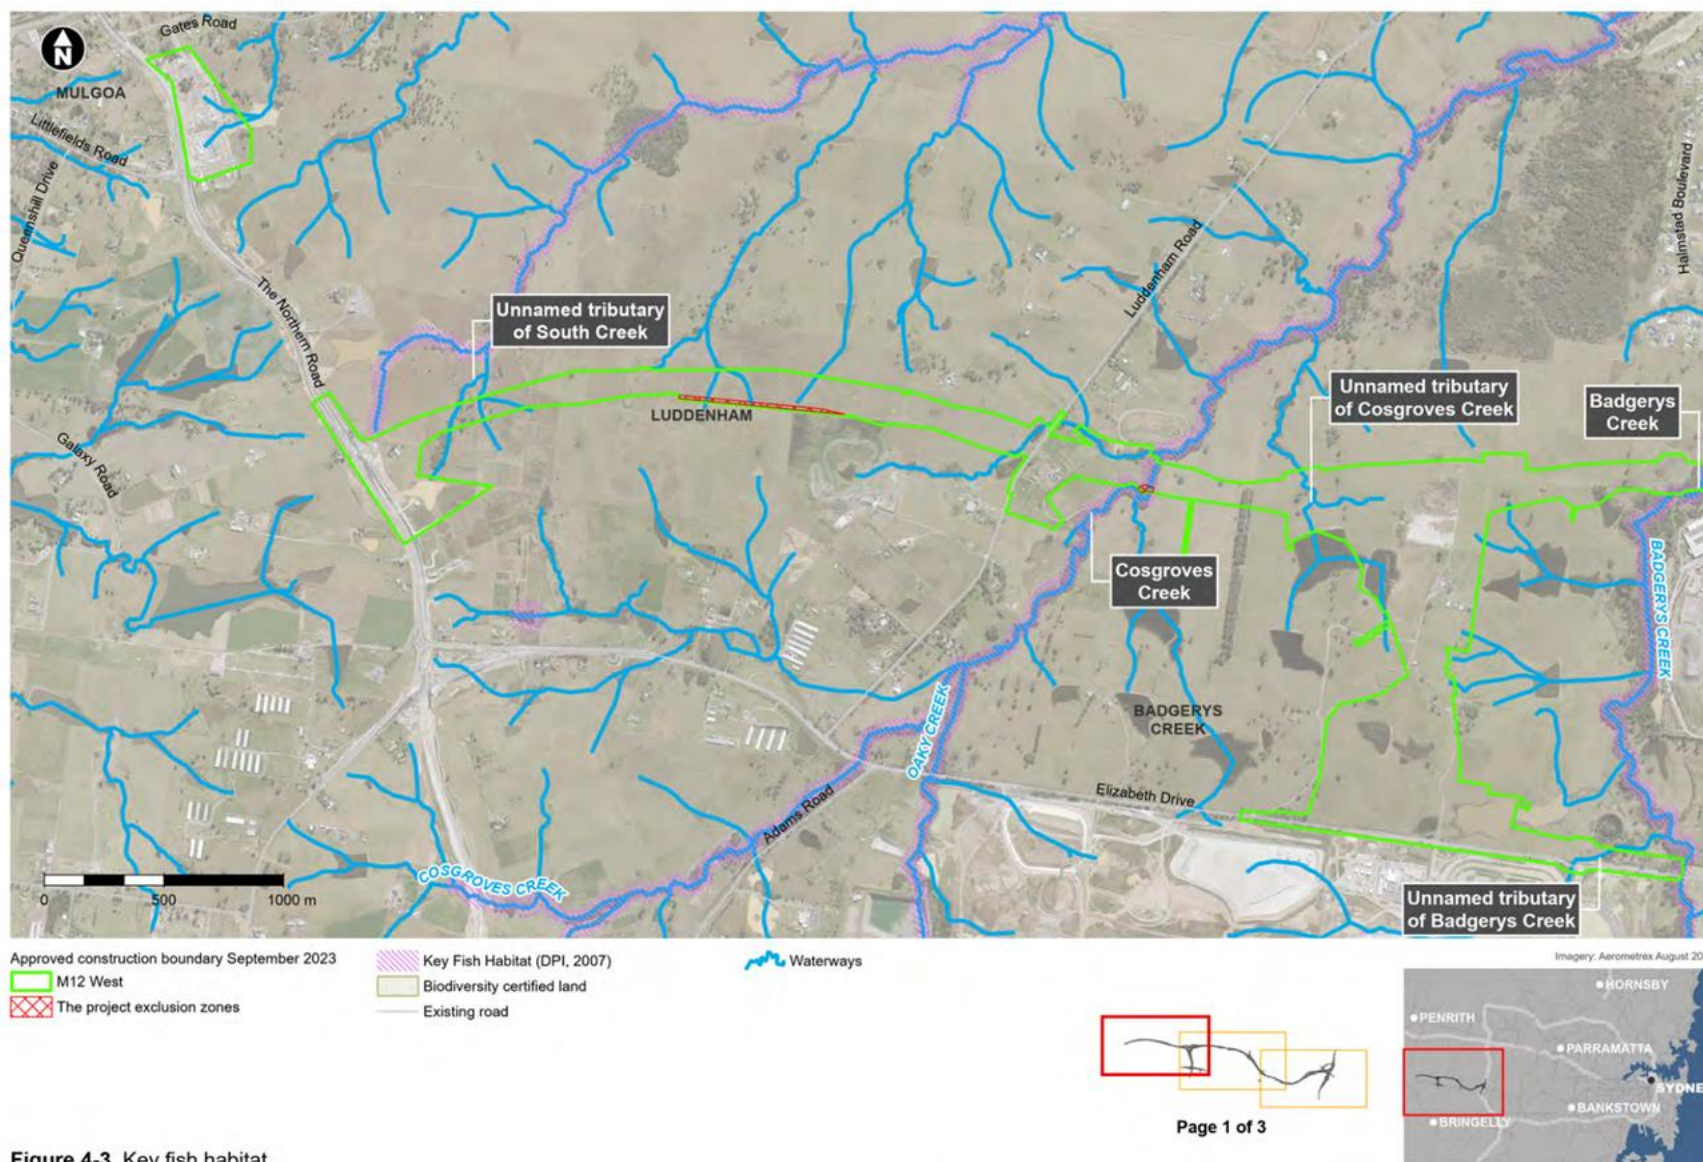 Gates Road
N
MULGOA
Littlefields Road
Queenshill Drive
The Northern Road
Galaxy Road
Unnamed tributary
of South Creek
LUDDENHAM
Luddenham Road
Halmstad Boulevard
Unnamed tributary
of Cosgroves Creek
Badgerys
Creek
Cosgroves
Creek
BADGERYS CREEK
BADGERYS
CREEK
OAKY CREEK
Elizabeth Drive
Adams Road
COSGROVES CREEK
Unnamed tributary
of Badgerys Creek
0 500 1000 m
Approved construction boundary September 2023
M12 West
The project exclusion zones
Key Fish Habitat (DPI, 2007)
Biodiversity certified land
Existing road
Waterways
Imagery: Aerometrex August 20
HORNSBY
PENRITH
PARRAMATTA
SYDNE
BANKSTOWN
BRINGELLY
Page 1 of 3
Figure 4-3 Key fish habitat